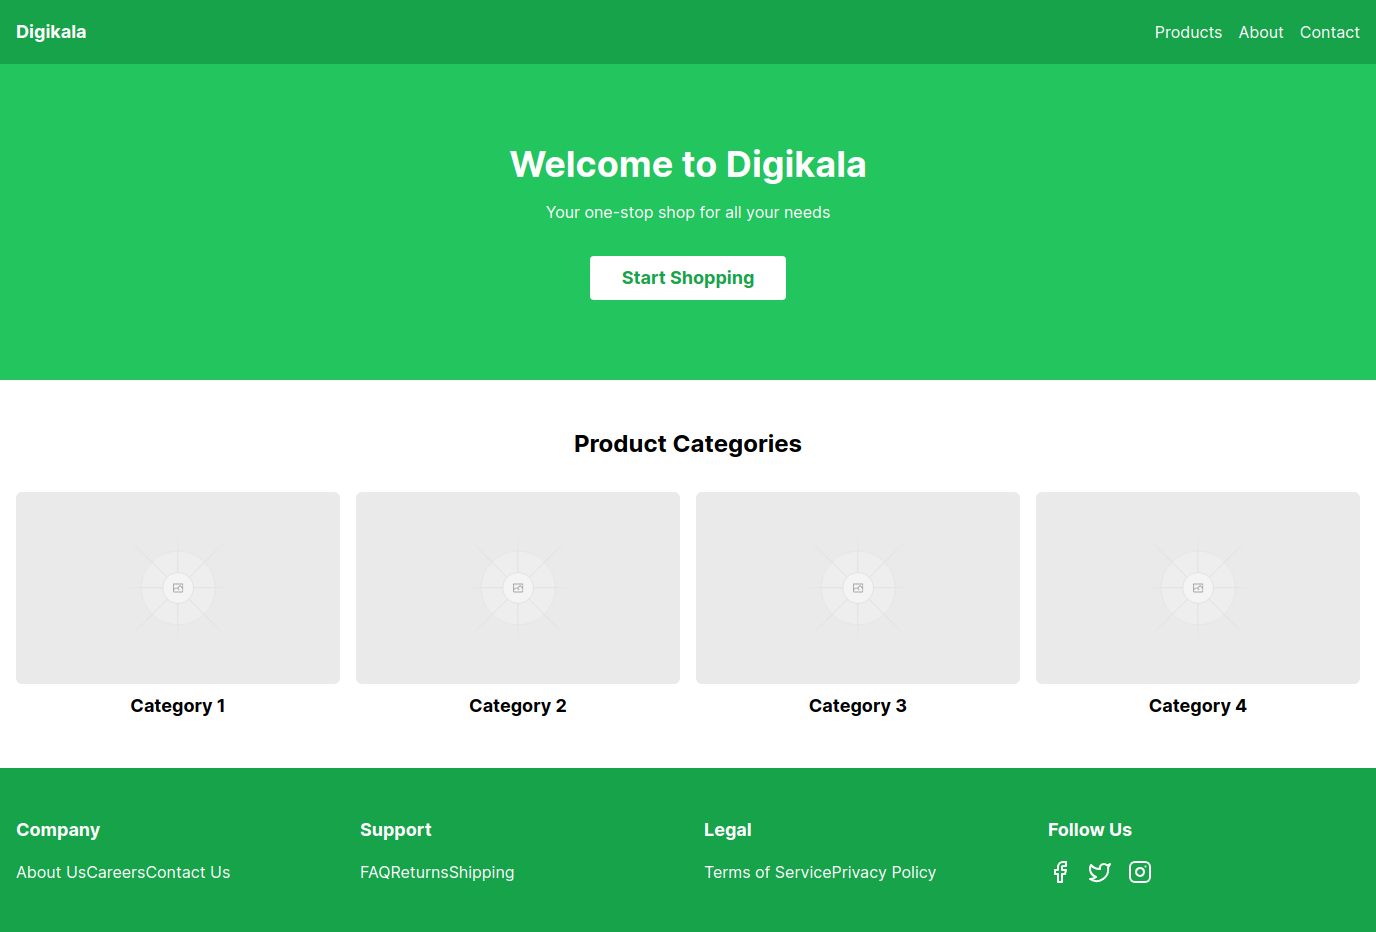 Digikala
Products About Contact
Welcome to Digikala
Your one-stop shop for all your needs
Start Shopping
Product Categories
Category 1
Category 2
Category 3
Category 4
Company
About UsCareersContact Us
Support
FAQReturnsShipping
Legal
Terms of ServicePrivacy Policy
Follow Us